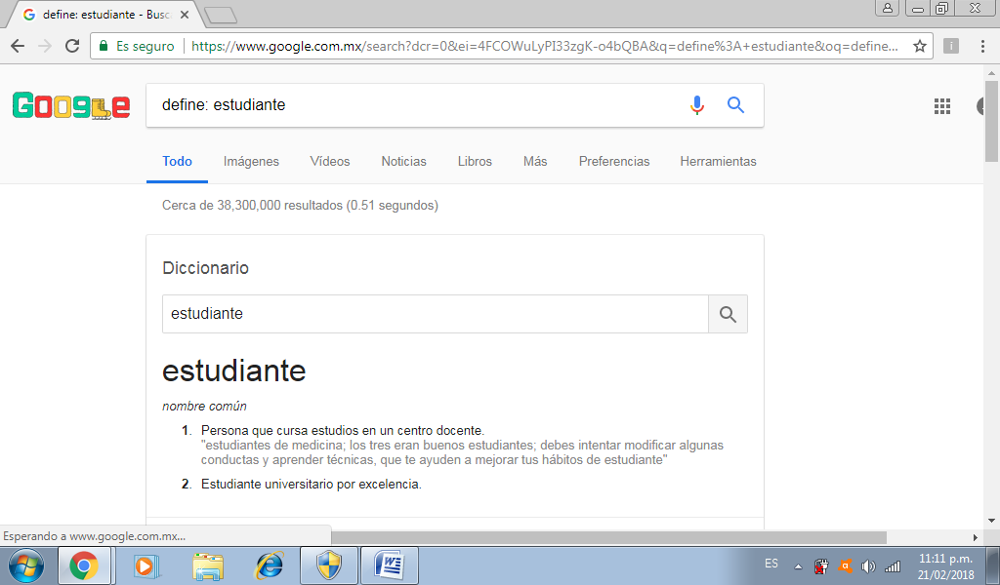 define: estudiante - Busc
Es seguro
https://www.google.com.mx/search?dcr=0&ei=4FCOWuLyPI33zgK-o4bQBA&q=define%3A+estudiante&oq=define...
Google
define: estudiante
Todo Imágenes Vídeos Noticias Libros Más Preferencias Herramientas
Cerca de 38,300,000 resultados (0.51 segundos)
Diccionario
estudiante
estudiante
nombre común
1. Persona que cursa estudios en un centro docente.
"estudiantes de medicina; los tres eran buenos estudiantes; debes intentar modificar algunas
conductas y aprender técnicas, que te ayuden a mejorar tus hábitos de estudiante"
2. Estudiante universitario por excelencia.
Esperando a www.google.com.mx...
ES
11:11 p.m.
21/02/2018